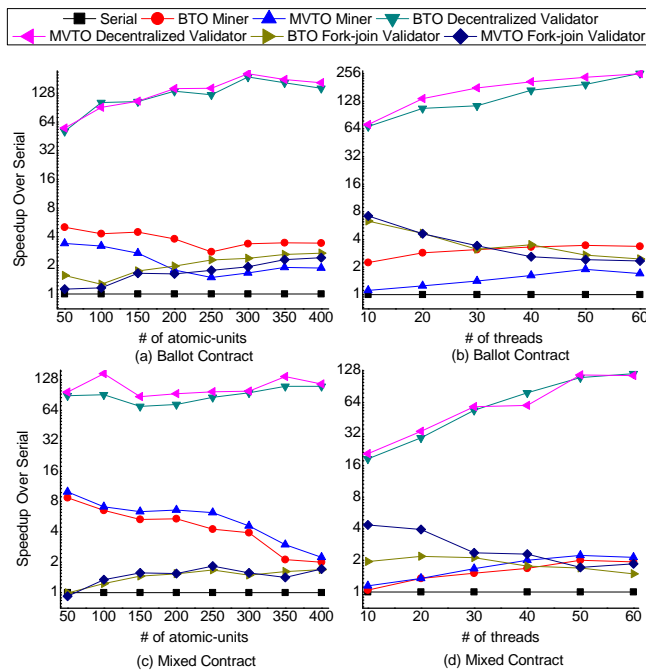 Serial BTO Miner MVTO Miner BTO Decentralized Validator
MVTO Decentralized Validator BTO Fork-join Validator MVTO Fork-join Validator
Speedup Over Serial
128
64
32
16
8
4
2
1
50 100 150 200 250 300 350 400
# of atomic-units
(a) Ballot Contract
256
128
64
32
16
8
4
2
1
10 20 30 40 50 60
# of threads
(b) Ballot Contract
Speedup Over Serial
128
64
32
16
8
4
2
1
50 100 150 200 250 300 350 400
# of atomic-units
(c) Mixed Contract
128
64
32
16
8
4
2
1
10 20 30 40 50 60
# of threads
(d) Mixed Contract